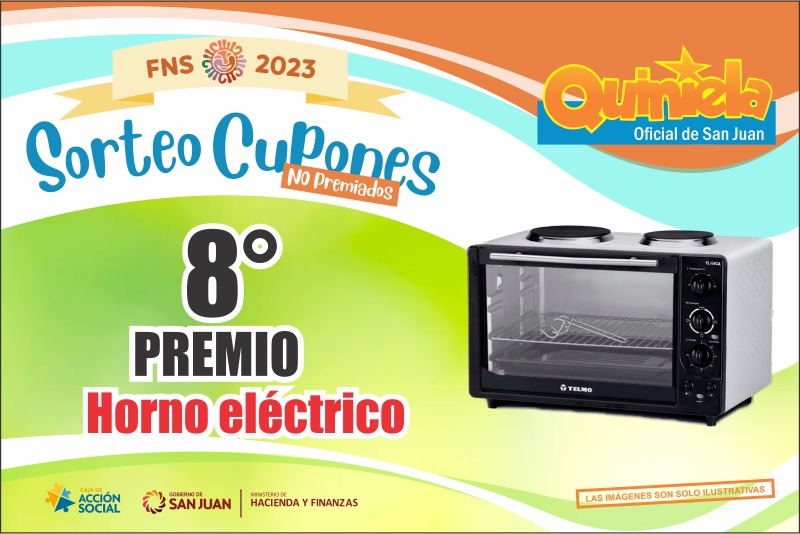 FNS 2023
Sorteo Cupones
NO Premiados
Quiniela
Oficial de San Juan
8°
PREMIO
Horno eléctrico
YELMO
CAJA DE
ACCIÓN
SOCIAL
GOBIERNO DE
SAN JUAN
MINISTERIO DE
HACIENDA Y FINANZAS
LAS IMÁGENES SON SOLO ILUSTRATIVAS